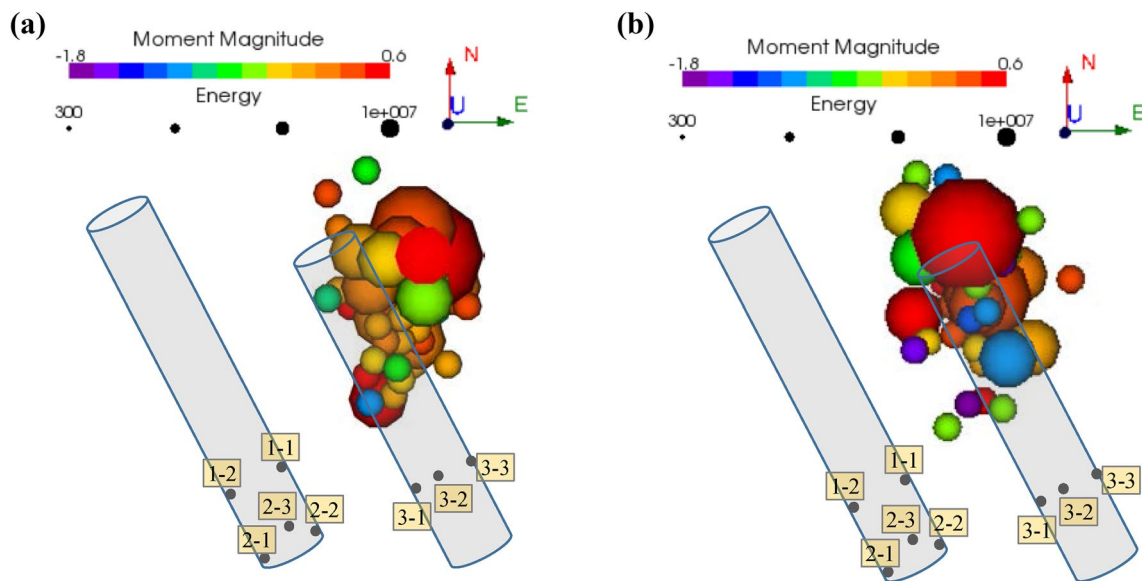 (a)
Moment Magnitude
-1.8 0.6
Energy
300 1e+007
N
U E
1-1
1-2
3-3
2-3 3-2
2-2 3-1
2-1
(b)
Moment Magnitude
-1.8 0.6
Energy
300 1e+007
N
U E
1-1
1-2
3-3
2-3 3-2
2-2 3-1
2-1